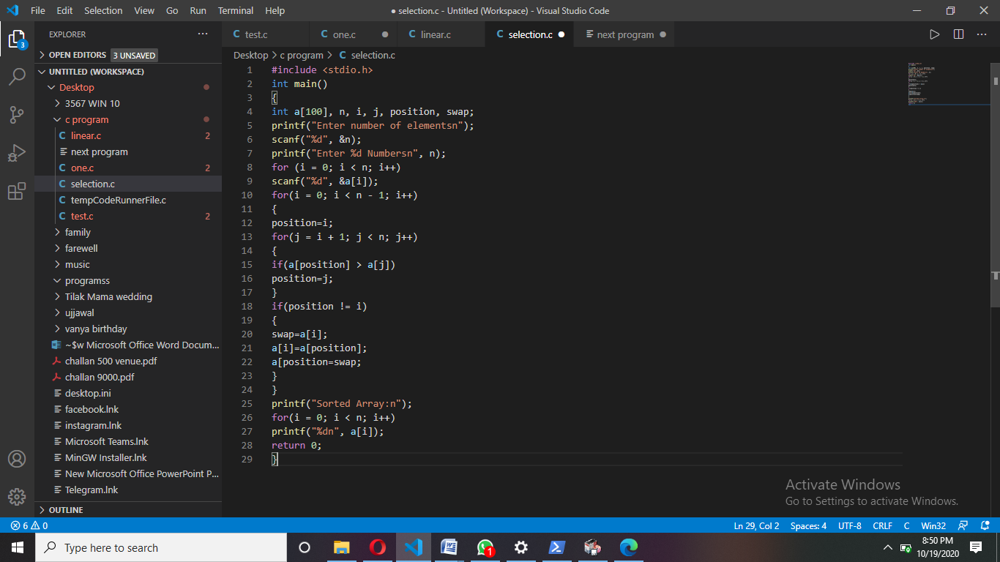 File Edit Selection View Go Run Terminal Help
● selection.c - Untitled (Workspace) - Visual Studio Code
EXPLORER
OPEN EDITORS 3 UNSAVED
UNTITLED (WORKSPACE)
Desktop
3567 WIN 10
c program
linear.c 2
next program
one.c 2
selection.c
tempCodeRunnerFile.c
test.c 2
family
farewell
music
programss
Tilak Mama wedding
ujjawal
vanya birthday
~$w Microsoft Office Word Docum...
challan 500 venue.pdf
challan 9000.pdf
desktop.ini
facebook.lnk
instagram.lnk
Microsoft Teams.lnk
MinGW Installer.lnk
New Microsoft Office PowerPoint P...
Telegram.lnk
OUTLINE
3
C test.c C one.c C linear.c C selection.c next program
Desktop > c program > C selection.c
1 #include <stdio.h>
2 int main()
3 {
4 int a[100], n, i, j, position, swap;
5 printf("Enter number of elementsn");
6 scanf("%d", &n);
7 printf("Enter %d Numbersn", n);
8 for (i = 0; i < n; i++)
9 scanf("%d", &a[i]);
10 for(i = 0; i < n - 1; i++)
11 {
12 position=i;
13 for(j = i + 1; j < n; j++)
14 {
15 if(a[position] > a[j])
16 position=j;
17 }
18 if(position != i)
19 {
20 swap=a[i];
21 a[i]=a[position];
22 a[position=swap;
23 }
24 }
25 printf("Sorted Array:n");
26 for(i = 0; i < n; i++)
27 printf("%dn", a[i]);
28 return 0;
29 }
Activate Windows
Go to Settings to activate Windows.
6 0
Ln 29, Col 2 Spaces: 4 UTF-8 CRLF C Win32
Type here to search
1
8:50 PM
10/19/2020